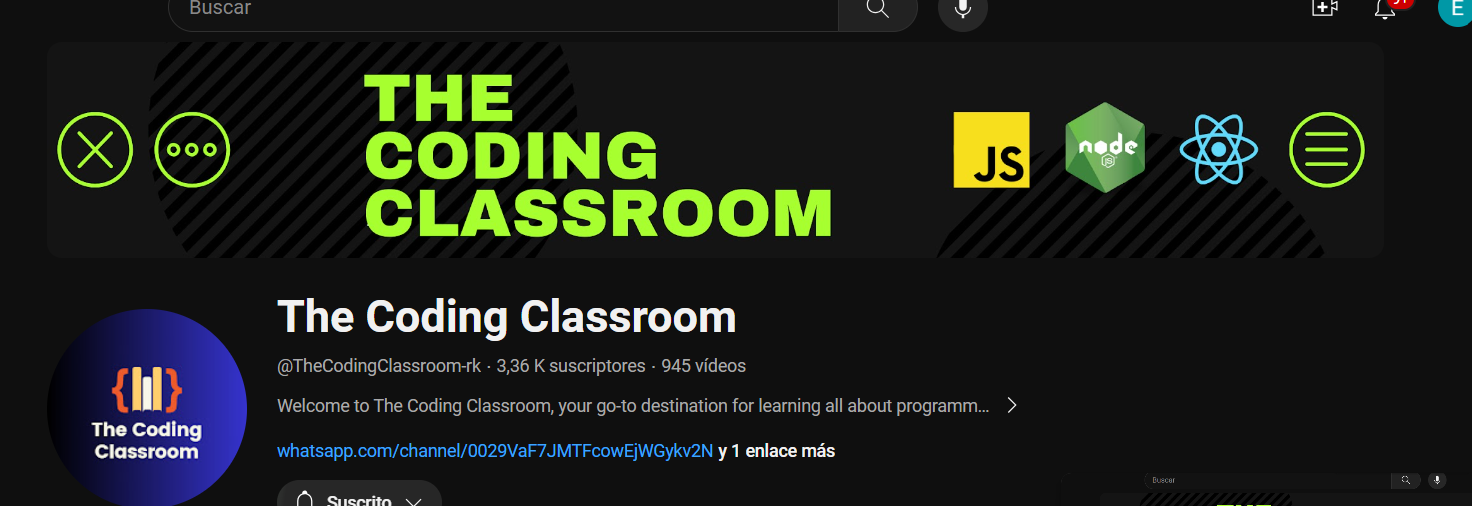 Buscar
E
THE
CODING
CLASSROOM
JS
node
JS
The Coding Classroom
@TheCodingClassroom-rk · 3,36 K suscriptores · 945 vídeos
Welcome to The Coding Classroom, your go-to destination for learning all about programm...
whatsapp.com/channel/0029VaF7JMTFcowEjWGykv2N y 1 enlace más
Suscrito
The Coding
Classroom
Buscar